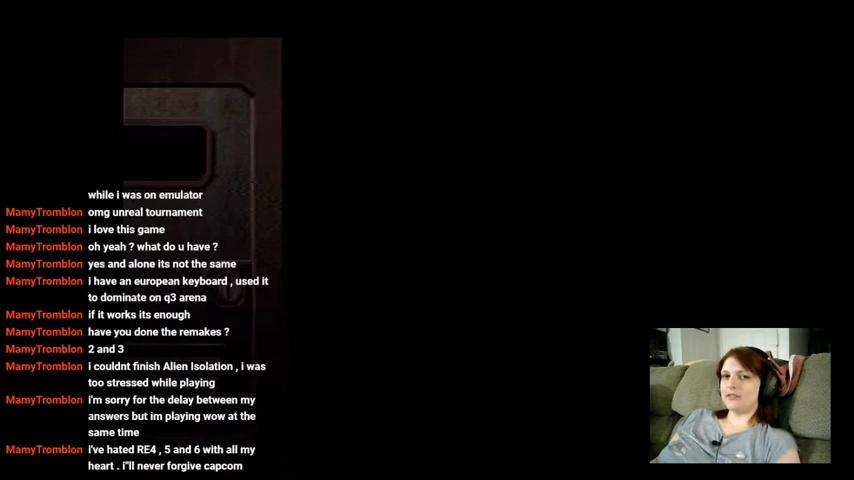 while i was on emulator
MamyTromblon omg unreal tournament
MamyTromblon i love this game
MamyTromblon oh yeah ? what do u have ?
MamyTromblon yes and alone its not the same
MamyTromblon i have an european keyboard , used it
to dominate on q3 arena
MamyTromblon if it works its enough
MamyTromblon have you done the remakes ?
MamyTromblon 2 and 3
MamyTromblon i couldnt finish Alien Isolation , i was
too stressed while playing
MamyTromblon i'm sorry for the delay between my
answers but im playing wow at the
same time
MamyTromblon i've hated RE4 , 5 and 6 with all my
heart . i''ll never forgive capcom